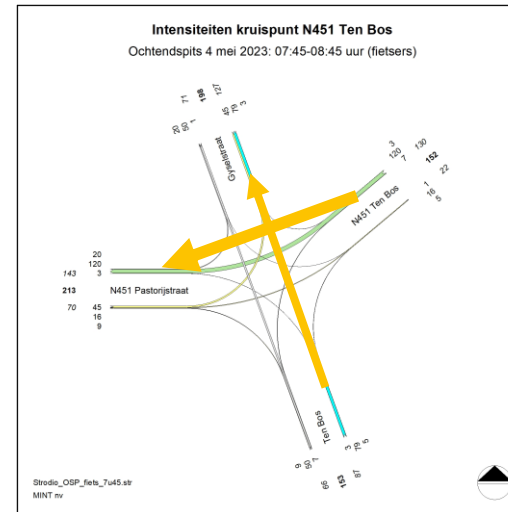 Intensiteiten kruispunt N451 Ten Bos
Ochtendspits 4 mei 2023: 07:45-08:45 uur (fietsers)
71 198 127
20 50 1
45 79 3
Gyselstraat
3
120
7
130
152
22
1
16
5
N451 Ten Bos
20
120
143 3
213 N451 Pastorijstraat
70 45
16
9
Ten Bos
9 50 7
3 79 5
66 153 87
Strodio_OSP_fiets_7u45.str
MINT nv